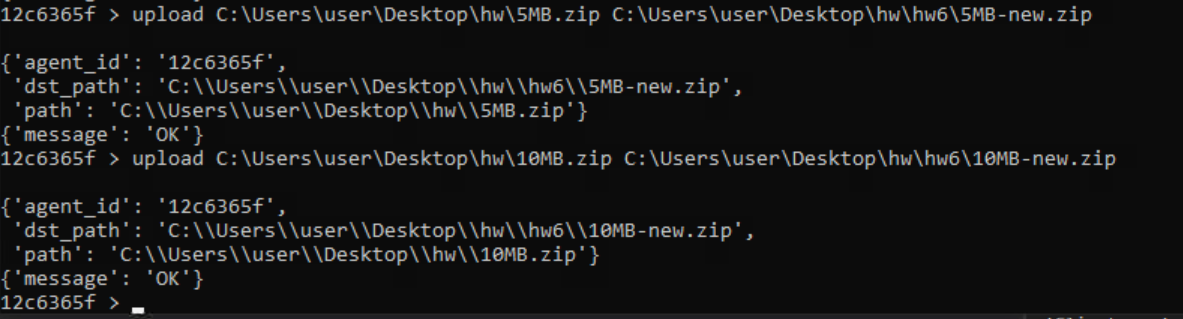 12c6365f > upload C:\Users\user\Desktop\hw\5MB.zip C:\Users\user\Desktop\hw\hw6\5MB-new.zip
{'agent_id': '12c6365f',
 'dst_path': 'C:\\Users\\user\\Desktop\\hw\\hw6\\5MB-new.zip',
 'path': 'C:\\Users\\user\\Desktop\\hw\\5MB.zip'}
{'message': 'OK'}
12c6365f > upload C:\Users\user\Desktop\hw\10MB.zip C:\Users\user\Desktop\hw\hw6\10MB-new.zip
{'agent_id': '12c6365f',
 'dst_path': 'C:\\Users\\user\\Desktop\\hw\\hw6\\10MB-new.zip',
 'path': 'C:\\Users\\user\\Desktop\\hw\\10MB.zip'}
{'message': 'OK'}
12c6365f >